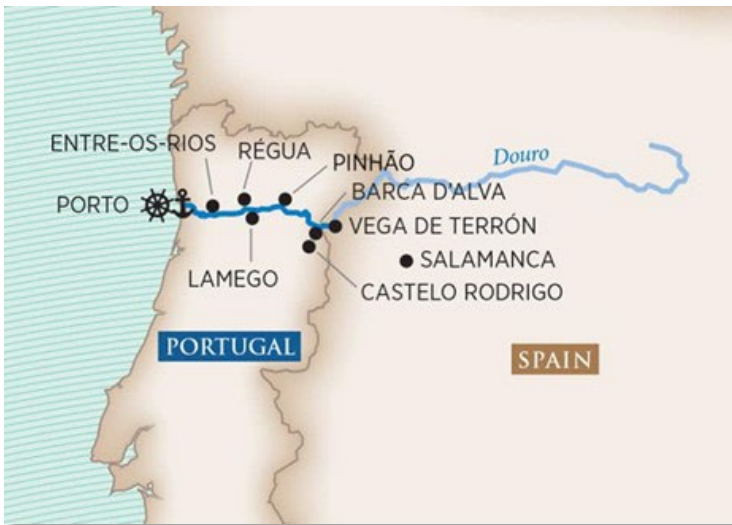 ENTRE-OS-RIOS
RÉGUA
PINHÃO
Douro
BARCA D'ALVA
PORTO
VEGA DE TERRÓN
SALAMANCA
LAMEGO
CASTELO RODRIGO
PORTUGAL
SPAIN